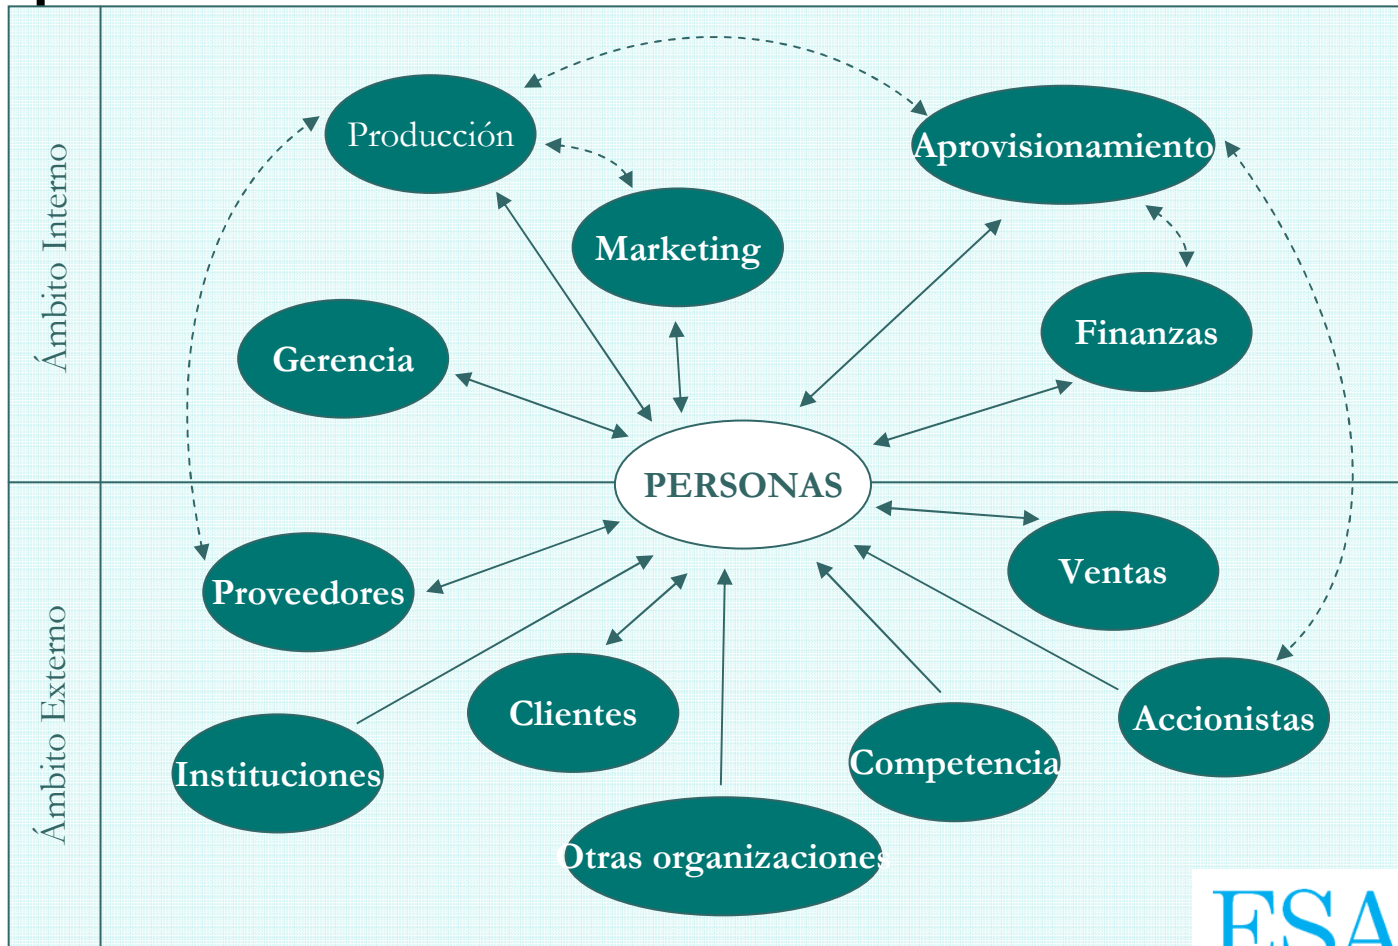 Ámbito Interno
Producción
Aprovisionamiento
Marketing
Finanzas
Gerencia
PERSONAS
Ámbito Externo
Ventas
Proveedores
Clientes
Accionistas
Competencia
Instituciones
Otras organizaciones
ESA